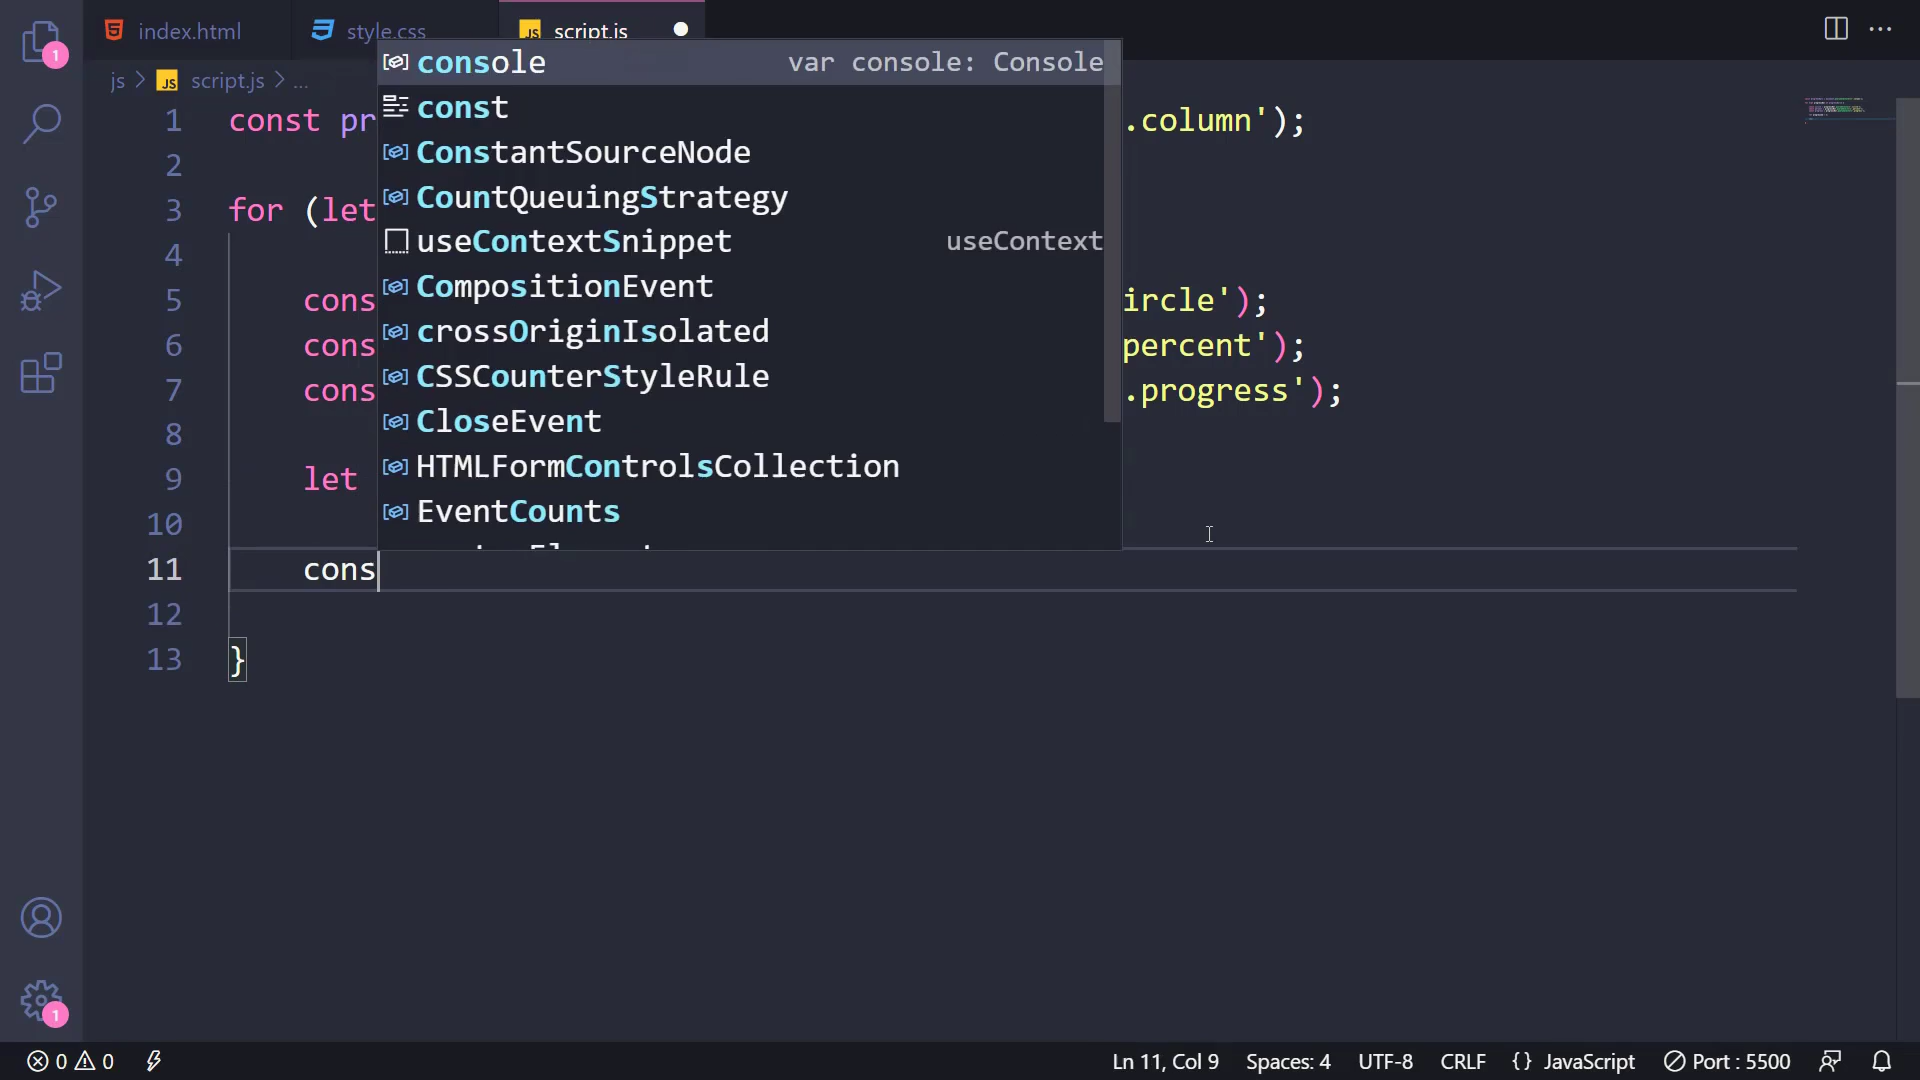 index.html style.css script.js
js > script.js > ...
console var console: Console
const
ConstantSourceNode
CountQueuingStrategy
useContextSnippet useContext
CompositionEvent
crossOriginIsolated
CSSCounterStyleRule
CloseEvent
HTMLFormControlsCollection
EventCounts
1 const pr .column');
2
3 for (let
4
5 cons ircle');
6 cons percent');
7 cons .progress');
8
9 let
10
11 cons
12
13 }
1
1
0 0 Ln 11, Col 9 Spaces: 4 UTF-8 CRLF {} JavaScript Port : 5500